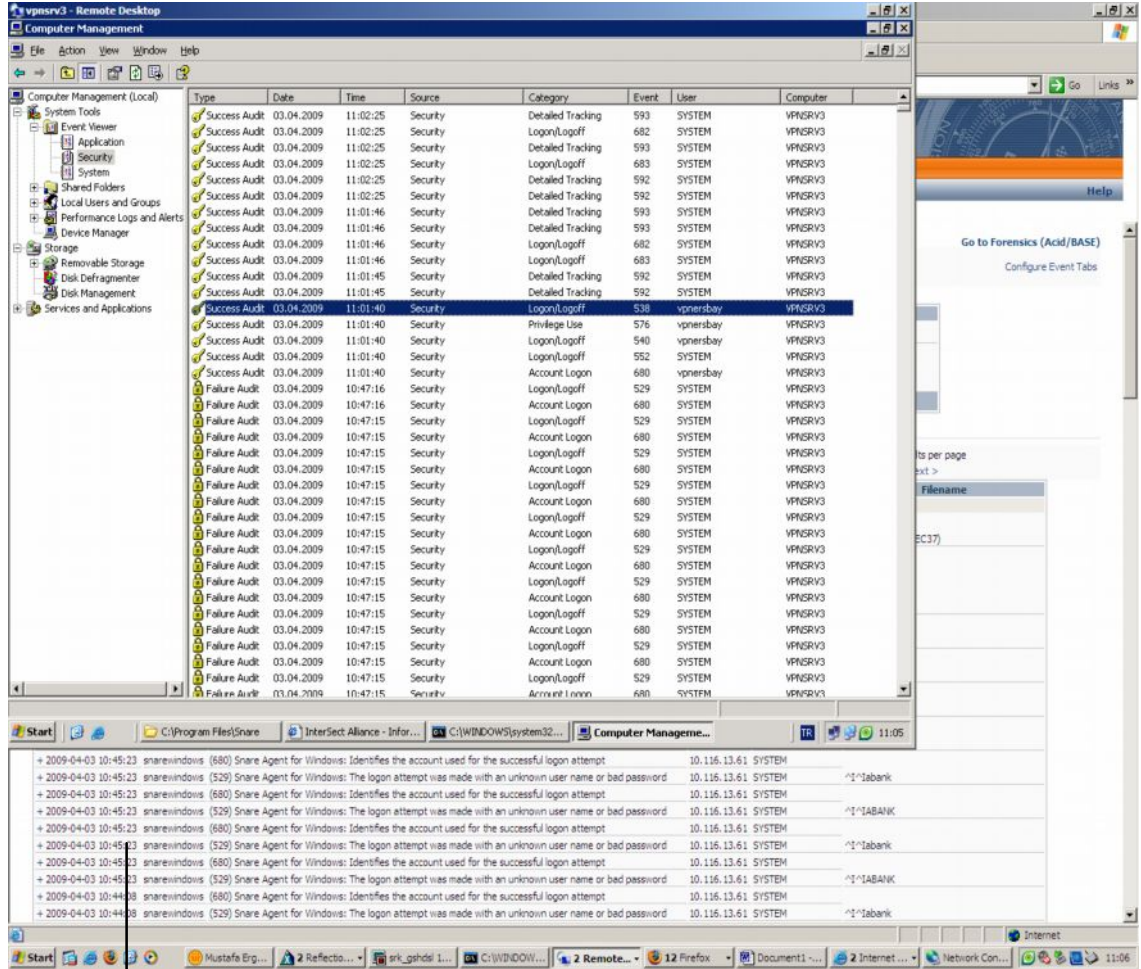 vpnsrv3 - Remote Desktop
Computer Management
File Action View Window Help
Go Links »
Computer Management (Local)
System Tools
Event Viewer
Application
Security
System
Shared Folders
Local Users and Groups
Performance Logs and Alerts
Device Manager
Storage
Removable Storage
Disk Defragmenter
Disk Management
Services and Applications
Type Date Time Source Category Event User Computer
Success Audit 03.04.2009 11:02:25 Security Detailed Tracking 593 SYSTEM VPNSRV3
Success Audit 03.04.2009 11:02:25 Security Logon/Logoff 682 SYSTEM VPNSRV3
Success Audit 03.04.2009 11:02:25 Security Detailed Tracking 593 SYSTEM VPNSRV3
Success Audit 03.04.2009 11:02:25 Security Logon/Logoff 683 SYSTEM VPNSRV3
Success Audit 03.04.2009 11:02:25 Security Detailed Tracking 592 SYSTEM VPNSRV3
Success Audit 03.04.2009 11:02:25 Security Detailed Tracking 592 SYSTEM VPNSRV3
Success Audit 03.04.2009 11:01:46 Security Detailed Tracking 593 SYSTEM VPNSRV3
Success Audit 03.04.2009 11:01:46 Security Detailed Tracking 593 SYSTEM VPNSRV3
Success Audit 03.04.2009 11:01:46 Security Logon/Logoff 682 SYSTEM VPNSRV3
Success Audit 03.04.2009 11:01:46 Security Logon/Logoff 683 SYSTEM VPNSRV3
Success Audit 03.04.2009 11:01:45 Security Detailed Tracking 592 SYSTEM VPNSRV3
Success Audit 03.04.2009 11:01:45 Security Detailed Tracking 592 SYSTEM VPNSRV3
Success Audit 03.04.2009 11:01:40 Security Logon/Logoff 538 vpnersbay VPNSRV3
Success Audit 03.04.2009 11:01:40 Security Privilege Use 576 vpnersbay VPNSRV3
Success Audit 03.04.2009 11:01:40 Security Logon/Logoff 540 vpnersbay VPNSRV3
Success Audit 03.04.2009 11:01:40 Security Logon/Logoff 552 SYSTEM VPNSRV3
Success Audit 03.04.2009 11:01:40 Security Account Logon 680 vpnersbay VPNSRV3
Failure Audit 03.04.2009 10:47:16 Security Logon/Logoff 529 SYSTEM VPNSRV3
Failure Audit 03.04.2009 10:47:16 Security Account Logon 680 SYSTEM VPNSRV3
Failure Audit 03.04.2009 10:47:15 Security Logon/Logoff 529 SYSTEM VPNSRV3
Failure Audit 03.04.2009 10:47:15 Security Account Logon 680 SYSTEM VPNSRV3
Failure Audit 03.04.2009 10:47:15 Security Logon/Logoff 529 SYSTEM VPNSRV3
Failure Audit 03.04.2009 10:47:15 Security Account Logon 680 SYSTEM VPNSRV3
Failure Audit 03.04.2009 10:47:15 Security Logon/Logoff 529 SYSTEM VPNSRV3
Failure Audit 03.04.2009 10:47:15 Security Account Logon 680 SYSTEM VPNSRV3
Failure Audit 03.04.2009 10:47:15 Security Logon/Logoff 529 SYSTEM VPNSRV3
Failure Audit 03.04.2009 10:47:15 Security Account Logon 680 SYSTEM VPNSRV3
Failure Audit 03.04.2009 10:47:15 Security Logon/Logoff 529 SYSTEM VPNSRV3
Failure Audit 03.04.2009 10:47:15 Security Account Logon 680 SYSTEM VPNSRV3
Failure Audit 03.04.2009 10:47:15 Security Logon/Logoff 529 SYSTEM VPNSRV3
Failure Audit 03.04.2009 10:47:15 Security Account Logon 680 SYSTEM VPNSRV3
Failure Audit 03.04.2009 10:47:15 Security Logon/Logoff 529 SYSTEM VPNSRV3
Failure Audit 03.04.2009 10:47:15 Security Account Logon 680 SYSTEM VPNSRV3
Failure Audit 03.04.2009 10:47:15 Security Logon/Logoff 529 SYSTEM VPNSRV3
Failure Audit 03.04.2009 10:47:15 Security Account Logon 680 SYSTEM VPNSRV3
Failure Audit 03.04.2009 10:47:15 Security Logon/Logoff 529 SYSTEM VPNSRV3
Failure Audit 03.04.2009 10:47:15 Security Account Logon 680 SYSTEM VPNSRV3
Help
Go to Forensics (Acid/BASE)
Configure Event Tabs
lts per page
ext >
Filename
EC37)
Start C:\Program Files\Snare InterSect Alliance - Infor... C:\WINDOWS\system32... Computer Manageme... TR 11:05
+ 2009-04-03 10:45:23 snarewindows (680) Snare Agent for Windows: Identifies the account used for the successful logon attempt 10.116.13.61 SYSTEM
+ 2009-04-03 10:45:23 snarewindows (529) Snare Agent for Windows: The logon attempt was made with an unknown user name or bad password 10.116.13.61 SYSTEM ^I^Iabank
+ 2009-04-03 10:45:23 snarewindows (680) Snare Agent for Windows: Identifies the account used for the successful logon attempt 10.116.13.61 SYSTEM
+ 2009-04-03 10:45:23 snarewindows (529) Snare Agent for Windows: The logon attempt was made with an unknown user name or bad password 10.116.13.61 SYSTEM ^I^IABANK
+ 2009-04-03 10:45:23 snarewindows (680) Snare Agent for Windows: Identifies the account used for the successful logon attempt 10.116.13.61 SYSTEM
+ 2009-04-03 10:45:23 snarewindows (529) Snare Agent for Windows: The logon attempt was made with an unknown user name or bad password 10.116.13.61 SYSTEM ^I^Iabank
+ 2009-04-03 10:45:23 snarewindows (680) Snare Agent for Windows: Identifies the account used for the successful logon attempt 10.116.13.61 SYSTEM
+ 2009-04-03 10:45:23 snarewindows (529) Snare Agent for Windows: The logon attempt was made with an unknown user name or bad password 10.116.13.61 SYSTEM ^I^IABANK
+ 2009-04-03 10:44:08 snarewindows (680) Snare Agent for Windows: Identifies the account used for the successful logon attempt 10.116.13.61 SYSTEM
+ 2009-04-03 10:44:08 snarewindows (529) Snare Agent for Windows: The logon attempt was made with an unknown user name or bad password 10.116.13.61 SYSTEM ^I^Iabank
Internet
Start Mustafa Erg... 2 Reflectio... srk_gshdsl 1... C:\WINDOW... 2 Remote... 12 Firefox Document1 -... 2 Internet ... Network Con... 11:06